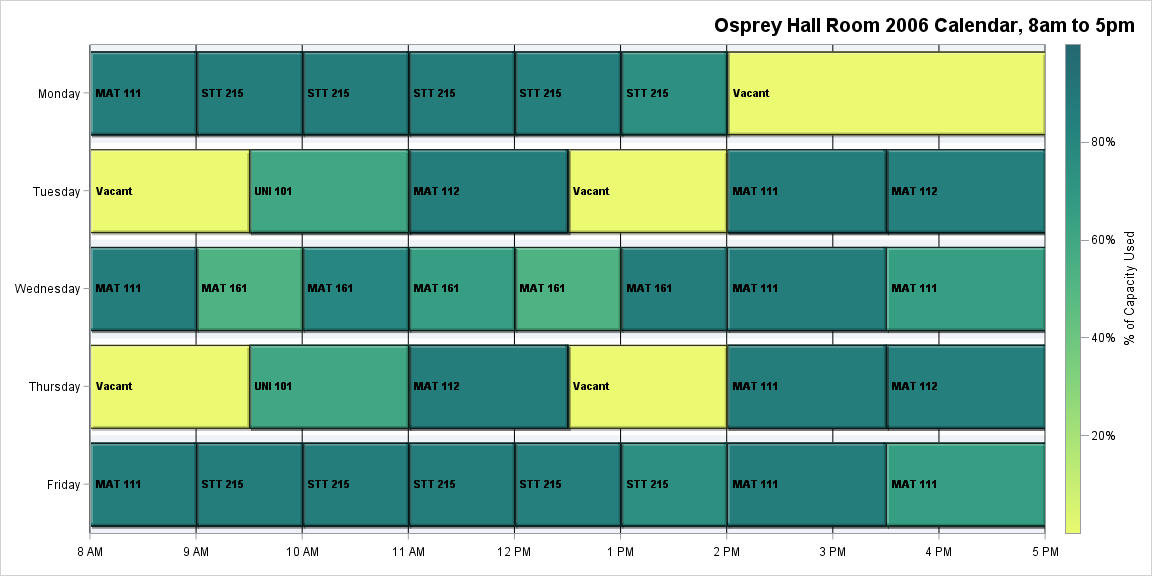 Osprey Hall Room 2006 Calendar, 8am to 5pm
Monday
MAT 111
STT 215
STT 215
STT 215
STT 215
STT 215
Vacant
Tuesday
Vacant
UNI 101
MAT 112
Vacant
MAT 111
MAT 112
Wednesday
MAT 111
MAT 161
MAT 161
MAT 161
MAT 161
MAT 161
MAT 111
MAT 111
Thursday
Vacant
UNI 101
MAT 112
Vacant
MAT 111
MAT 112
Friday
MAT 111
STT 215
STT 215
STT 215
STT 215
STT 215
MAT 111
MAT 111
8 AM
9 AM
10 AM
11 AM
12 PM
1 PM
2 PM
3 PM
4 PM
5 PM
80%
60%
40%
20%
% of Capacity Used